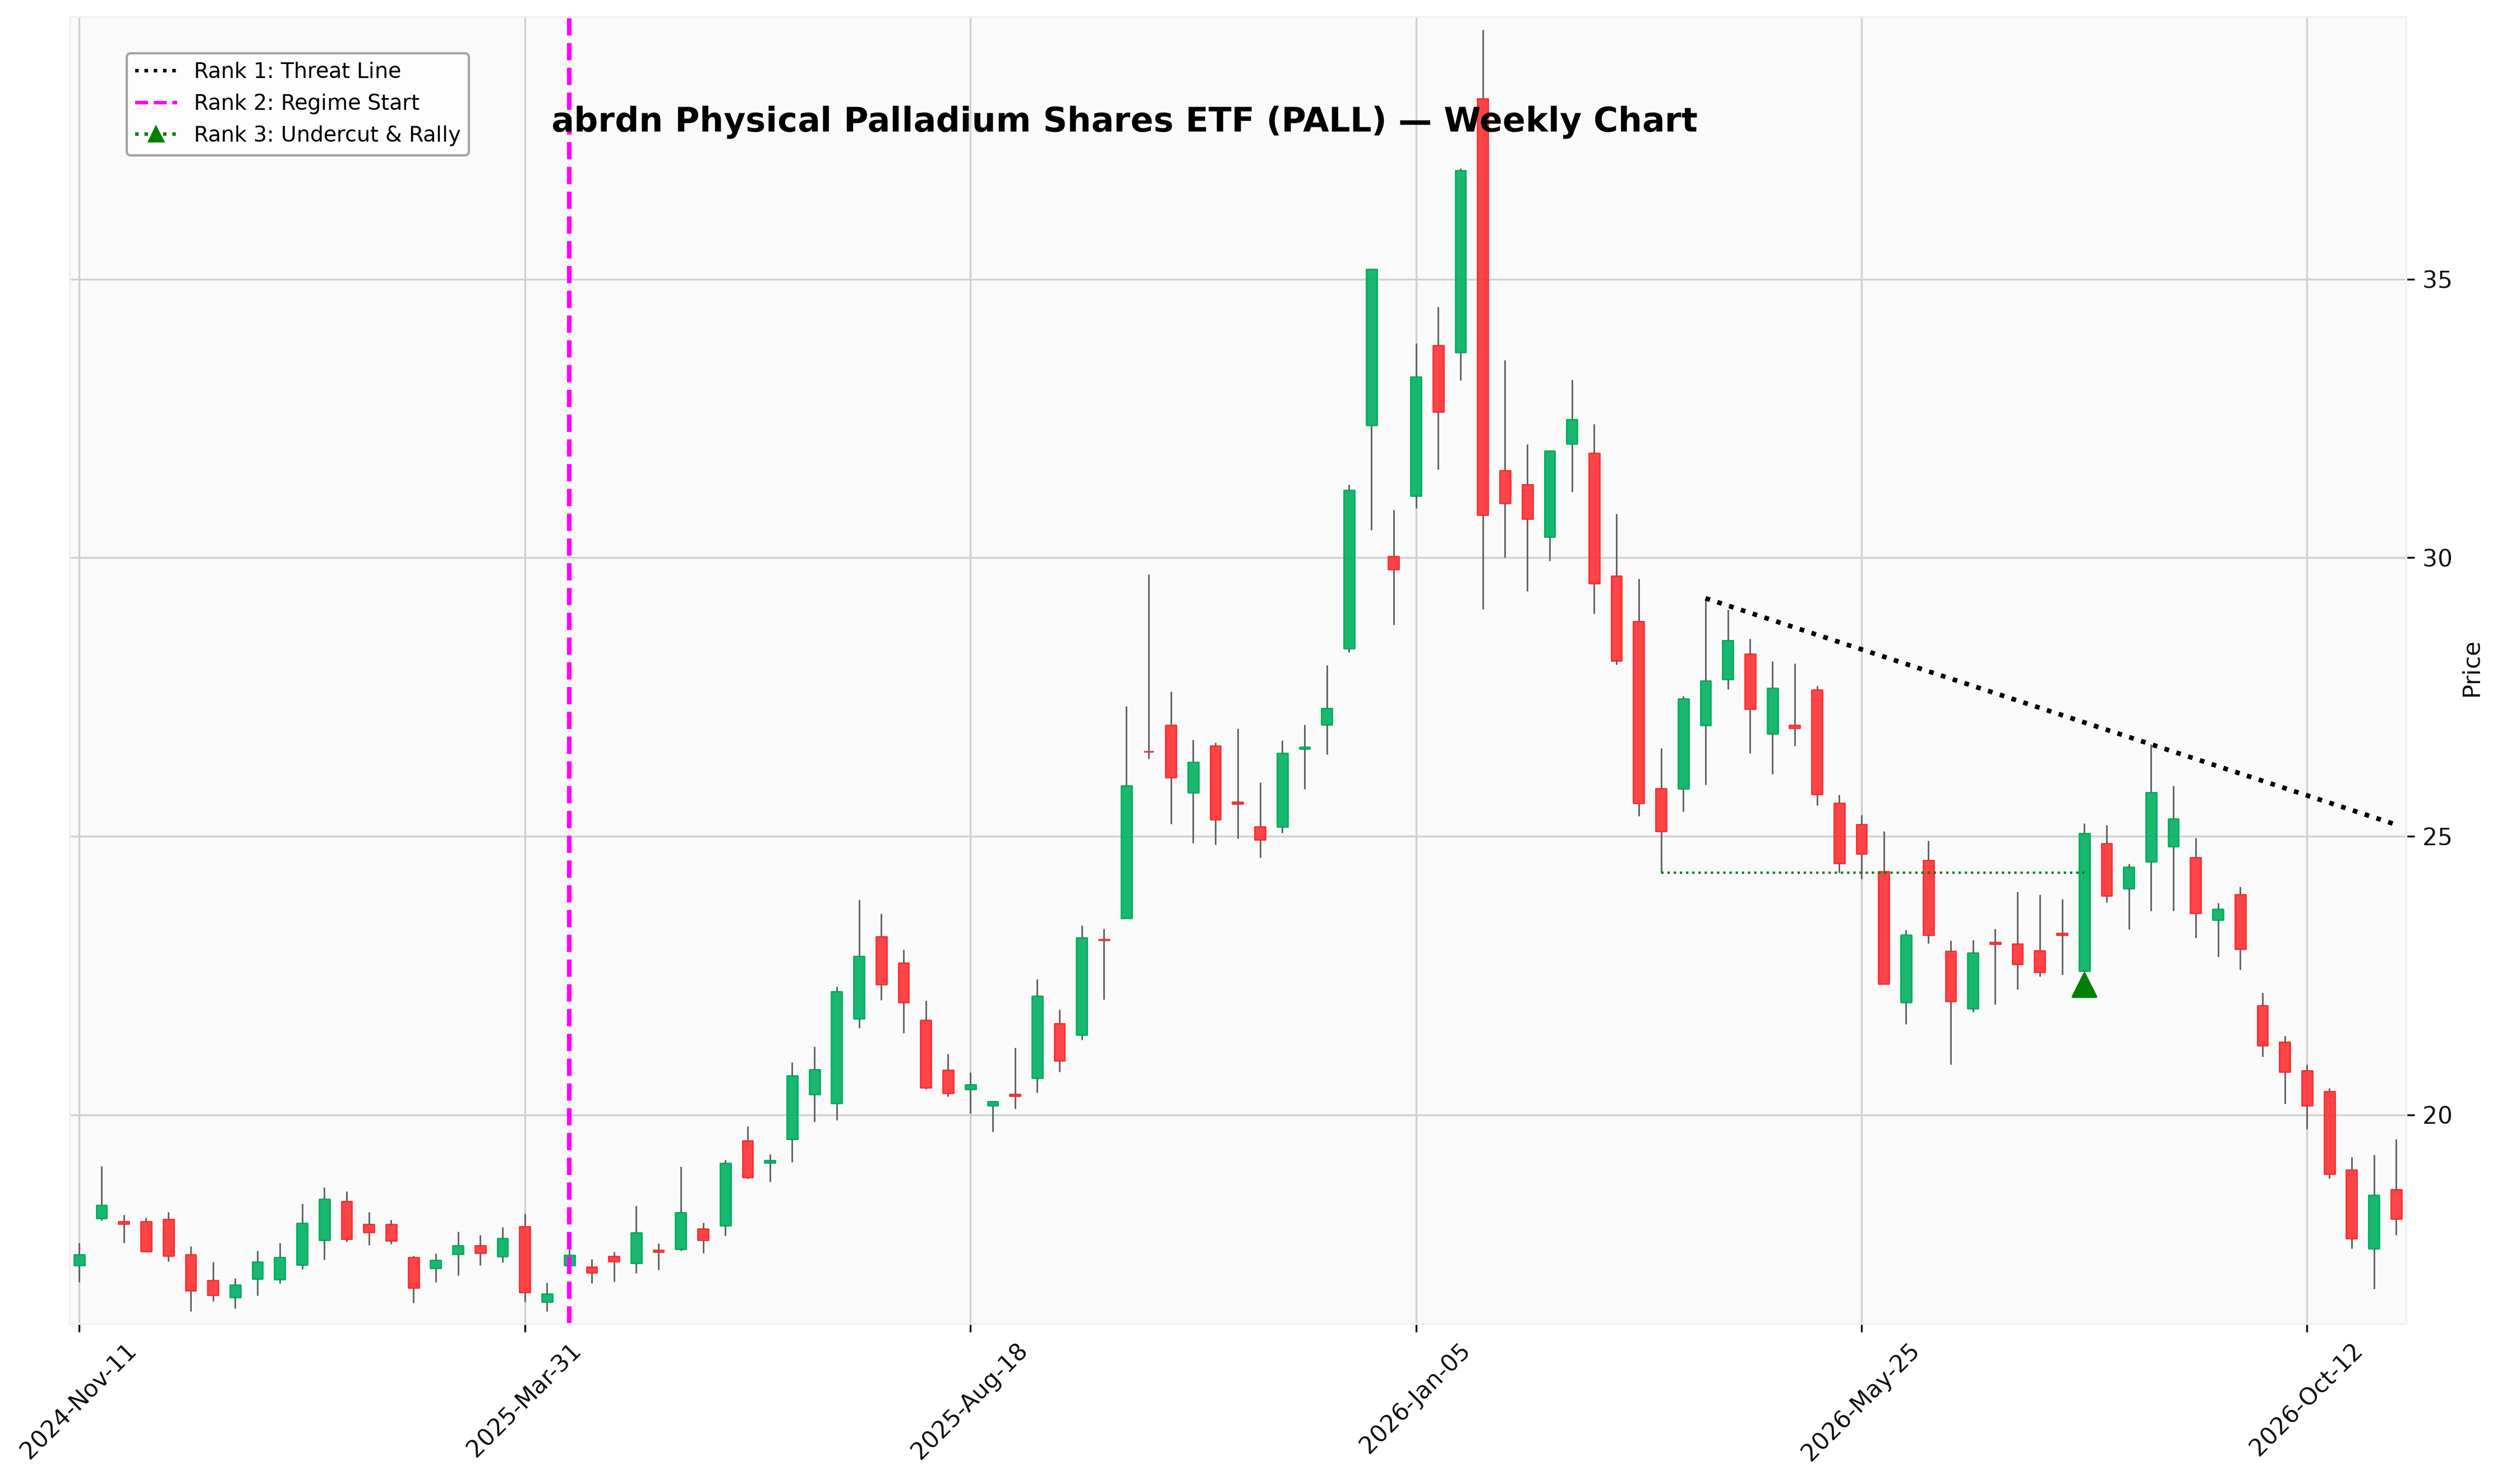 Rank 1: Threat Line
Rank 2: Regime Start
Rank 3: Undercut & Rally
abrdn Physical Palladium Shares ETF (PALL) — Weekly Chart
35
30
25
20
Price
2024-Nov-11
2025-Mar-31
2025-Aug-18
2026-Jan-05
2026-May-25
2026-Oct-12